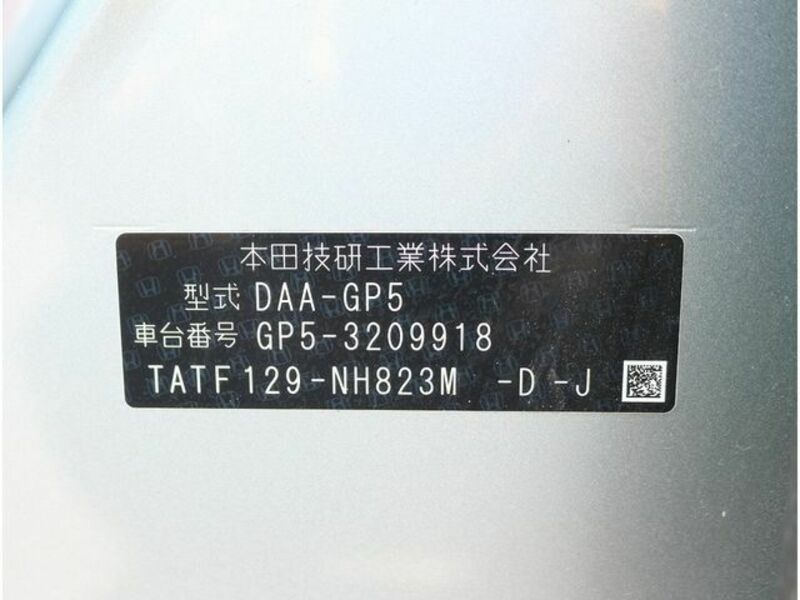 本田技研工業株式会社
型式 DAA-GP5
車台番号 GP5-3209918
TATF129-NH823M -D-J